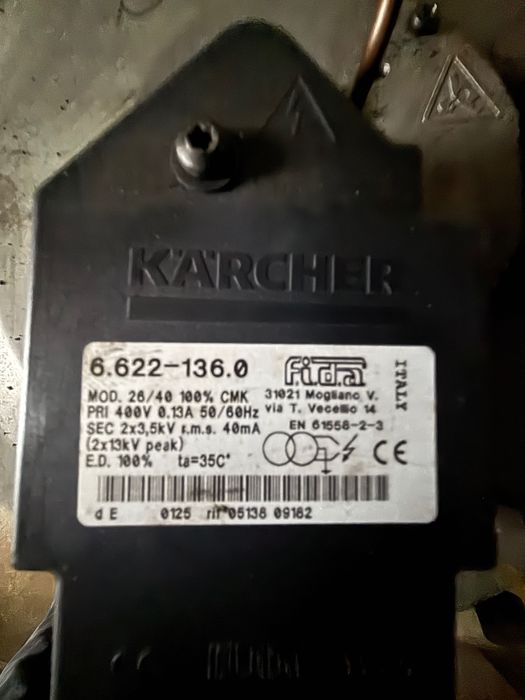 KÄRCHER
6.622-136.0
fida
ITALY
MOD. 26/40 100% CMK
31021 Mogliano V.
PRI 400V 0.13A 50/60Hz
via T. Vecellio 14
SEC 2x3,5kV r.m.s. 40mA
EN 61558-2-3
(2x13kV peak)
CE
E.D. 100% ta=35C°
d E 0125 rif 05138 09182